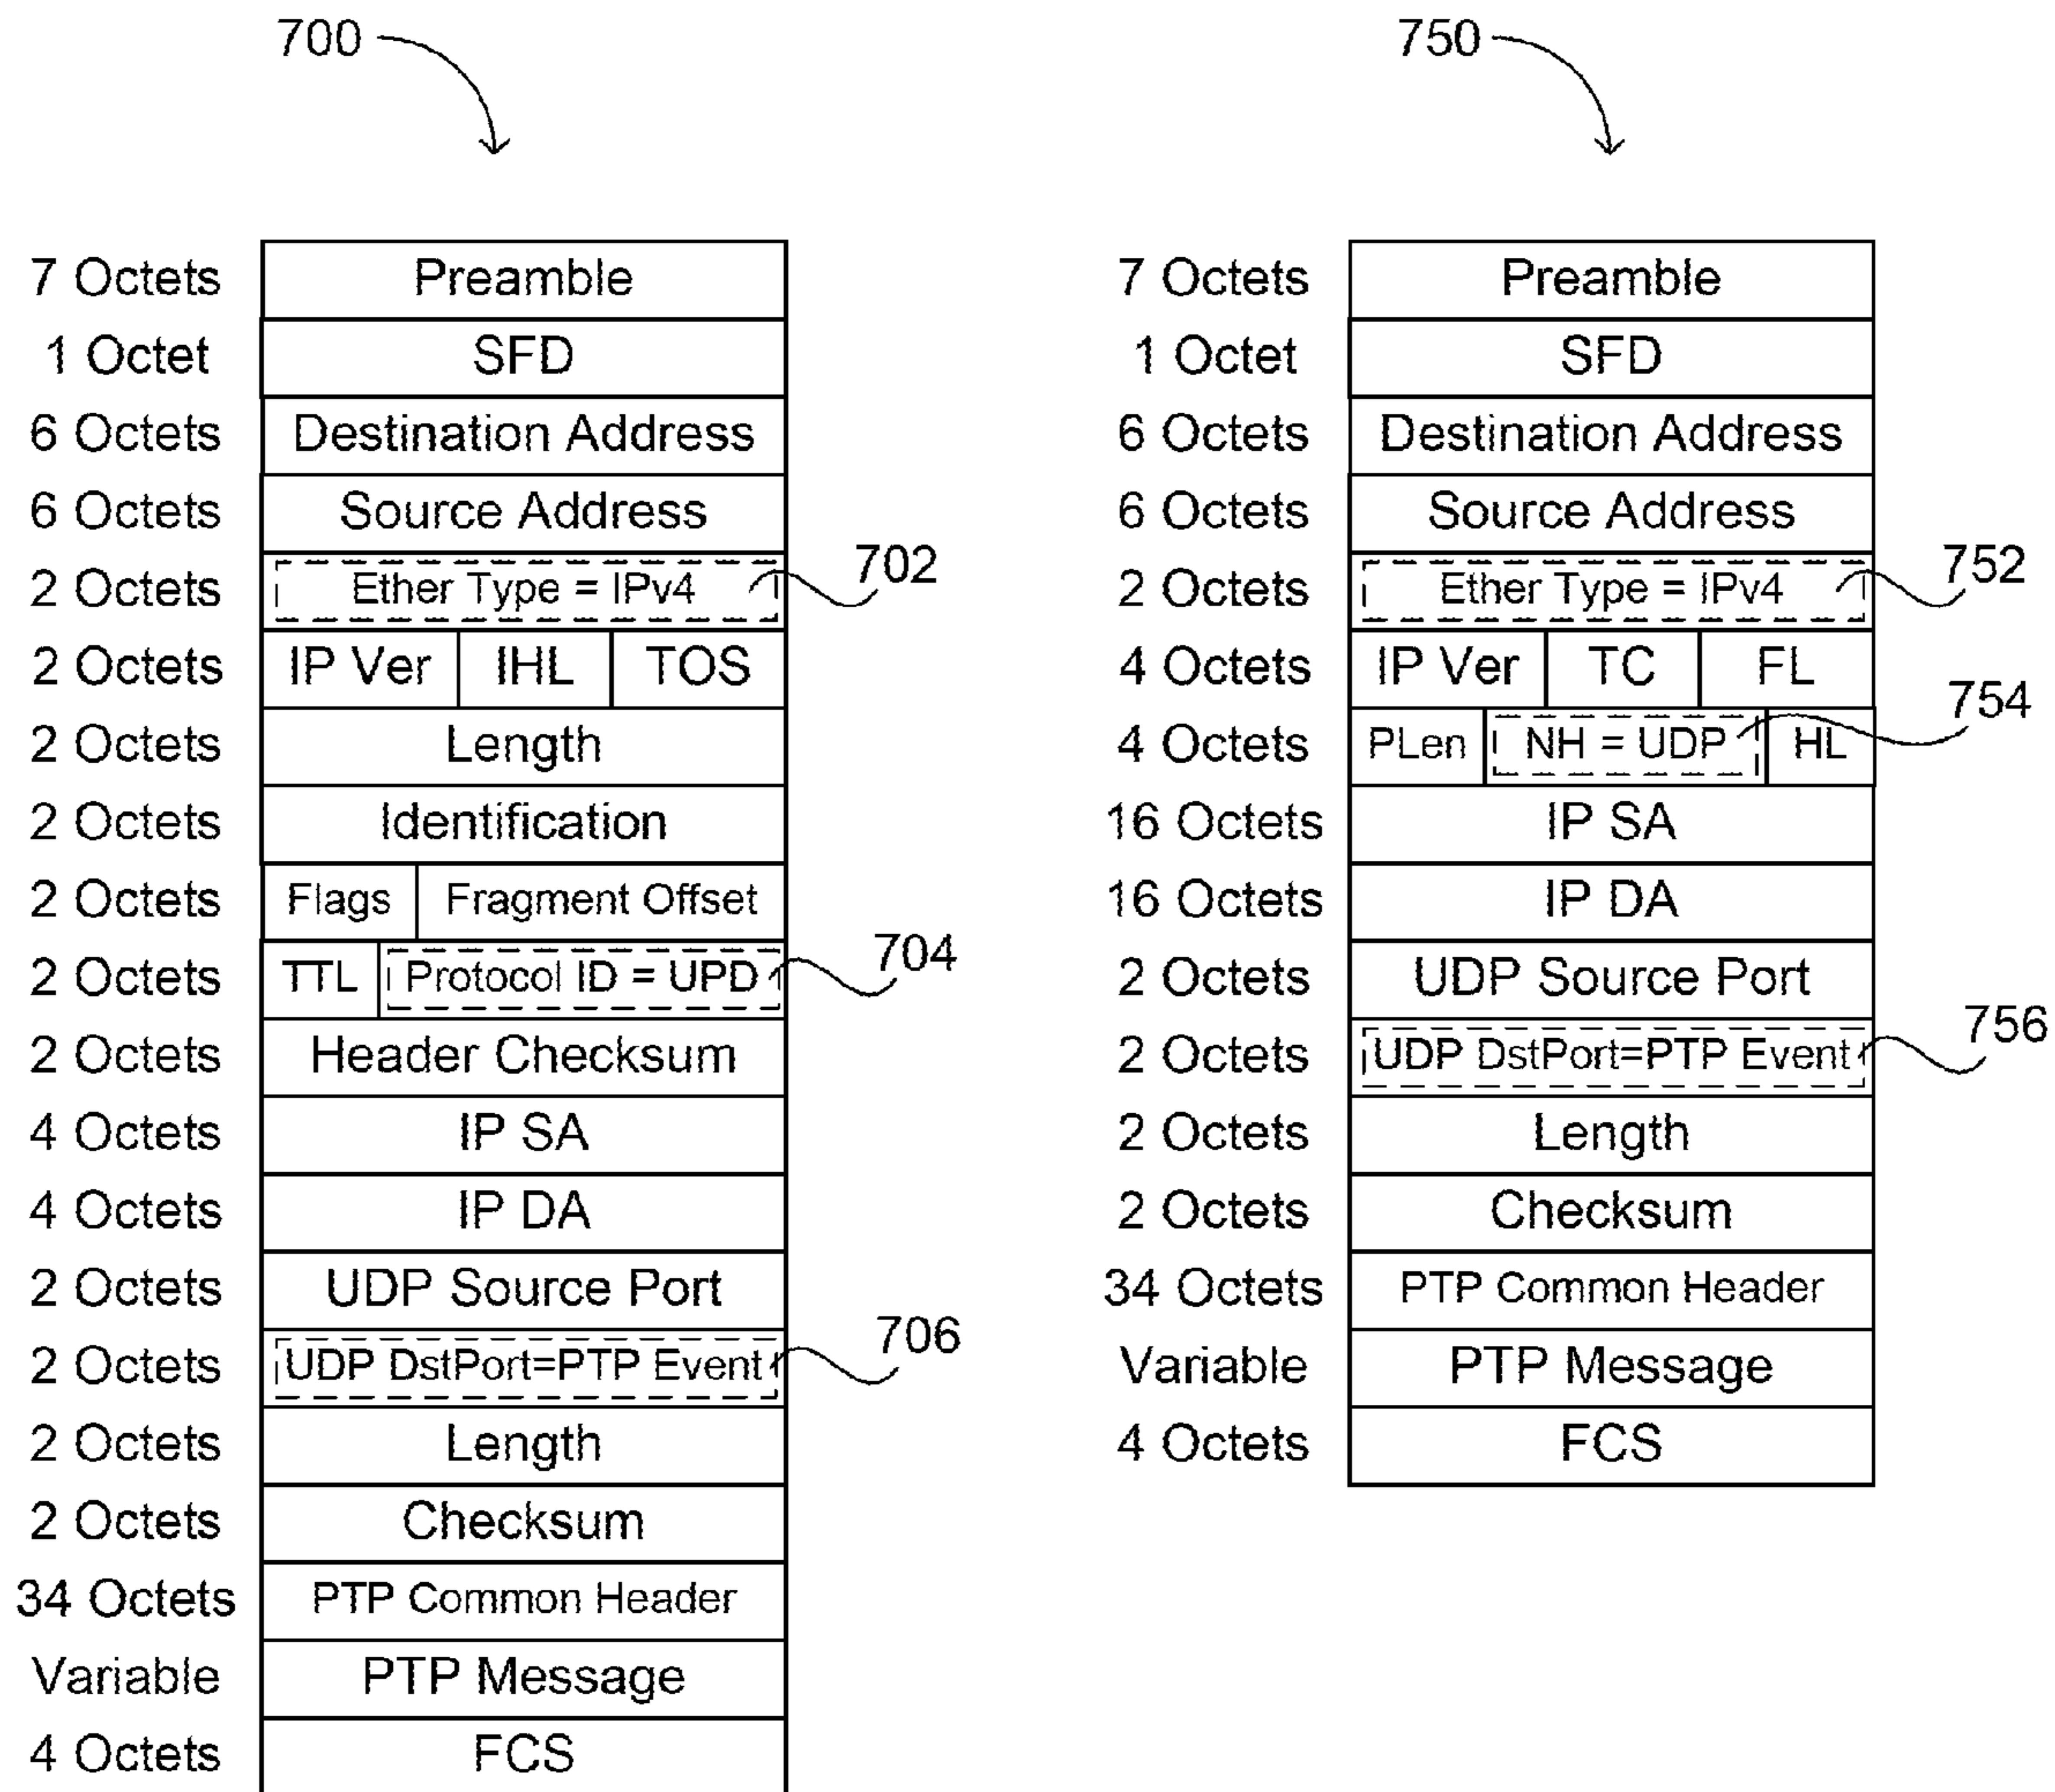 700
7 Octets Preamble
1 Octet SFD
6 Octets Destination Address
6 Octets Source Address
2 Octets Ether Type = IPv4 702
2 Octets IP Ver IHL TOS
2 Octets Length
2 Octets Identification
2 Octets Flags Fragment Offset
2 Octets TTL Protocol ID = UPD 704
2 Octets Header Checksum
4 Octets IP SA
4 Octets IP DA
2 Octets UDP Source Port
2 Octets UDP DstPort=PTP Event 706
2 Octets Length
2 Octets Checksum
34 Octets PTP Common Header
Variable PTP Message
4 Octets FCS
750
7 Octets Preamble
1 Octet SFD
6 Octets Destination Address
6 Octets Source Address
2 Octets Ether Type = IPv4 752
4 Octets IP Ver TC FL
4 Octets PLen NH = UDP HL 754
16 Octets IP SA
16 Octets IP DA
2 Octets UDP Source Port
2 Octets UDP DstPort=PTP Event 756
2 Octets Length
2 Octets Checksum
34 Octets PTP Common Header
Variable PTP Message
4 Octets FCS